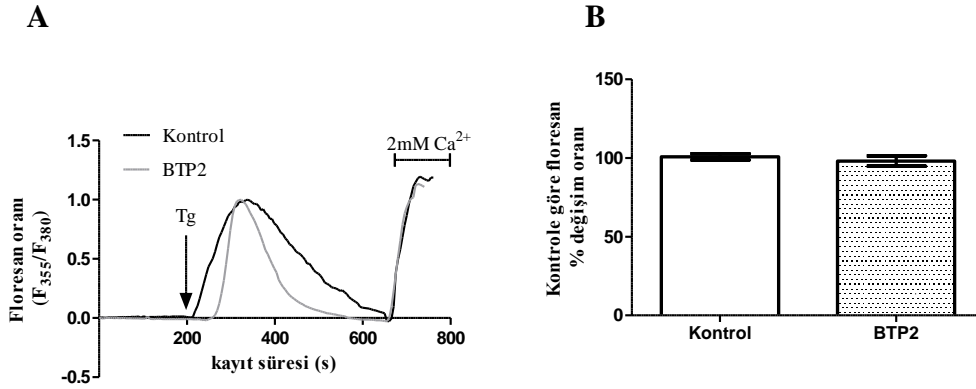 A
Kontrol
BTP2
2mM Ca²⁺
Tg
1.5
1.0
0.5
0.0
-0.5
200
400
600
800
Floresan oranı
(F₃₅₅/F₃₈₀)
kayıt süresi (s)
B
150
100
50
0
Kontrole göre floresan
% değişim oranı
Kontrol
BTP2